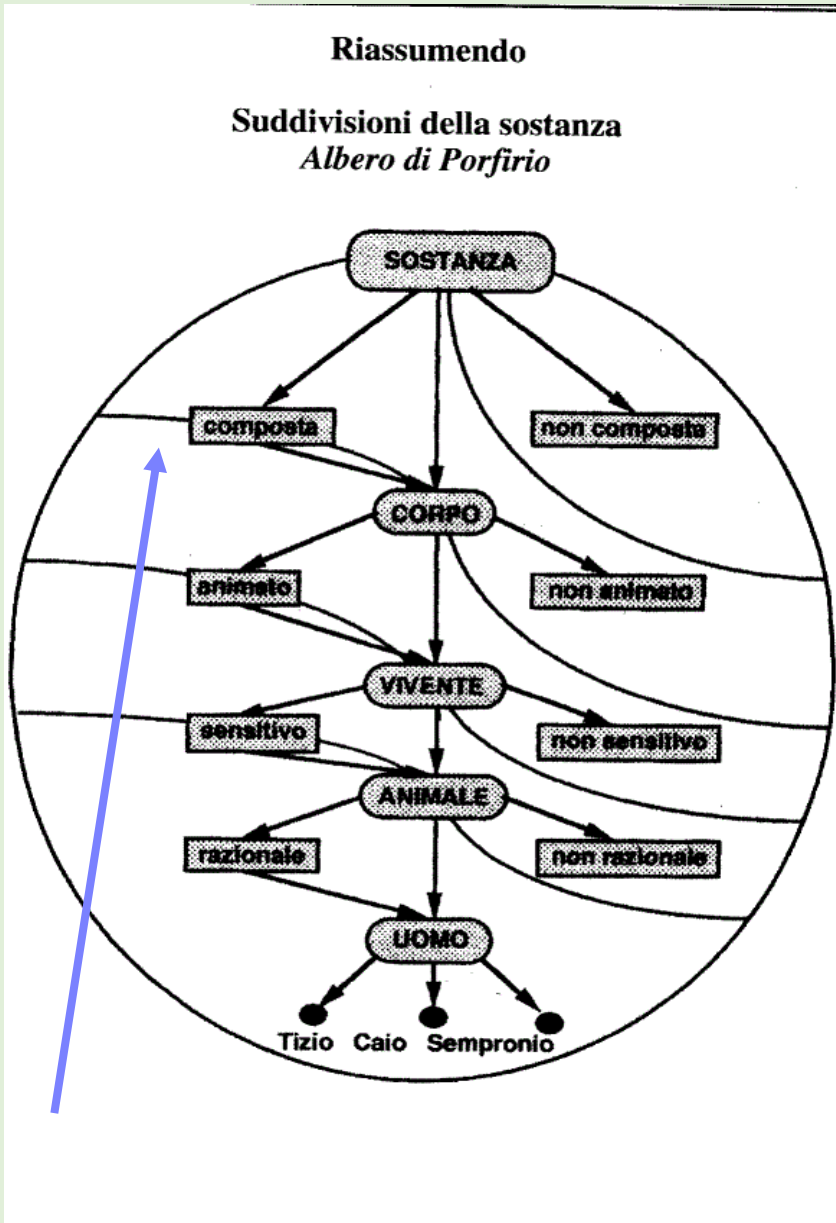 Riassumendo
Suddivisioni della sostanza
Albero di Porfirio
SOSTANZA
composta
non composta
CORPO
animato
non animato
VIVENTE
sensitivo
non sensitivo
ANIMALE
razionale
non razionale
UOMO
Tizio Caio Sempronio